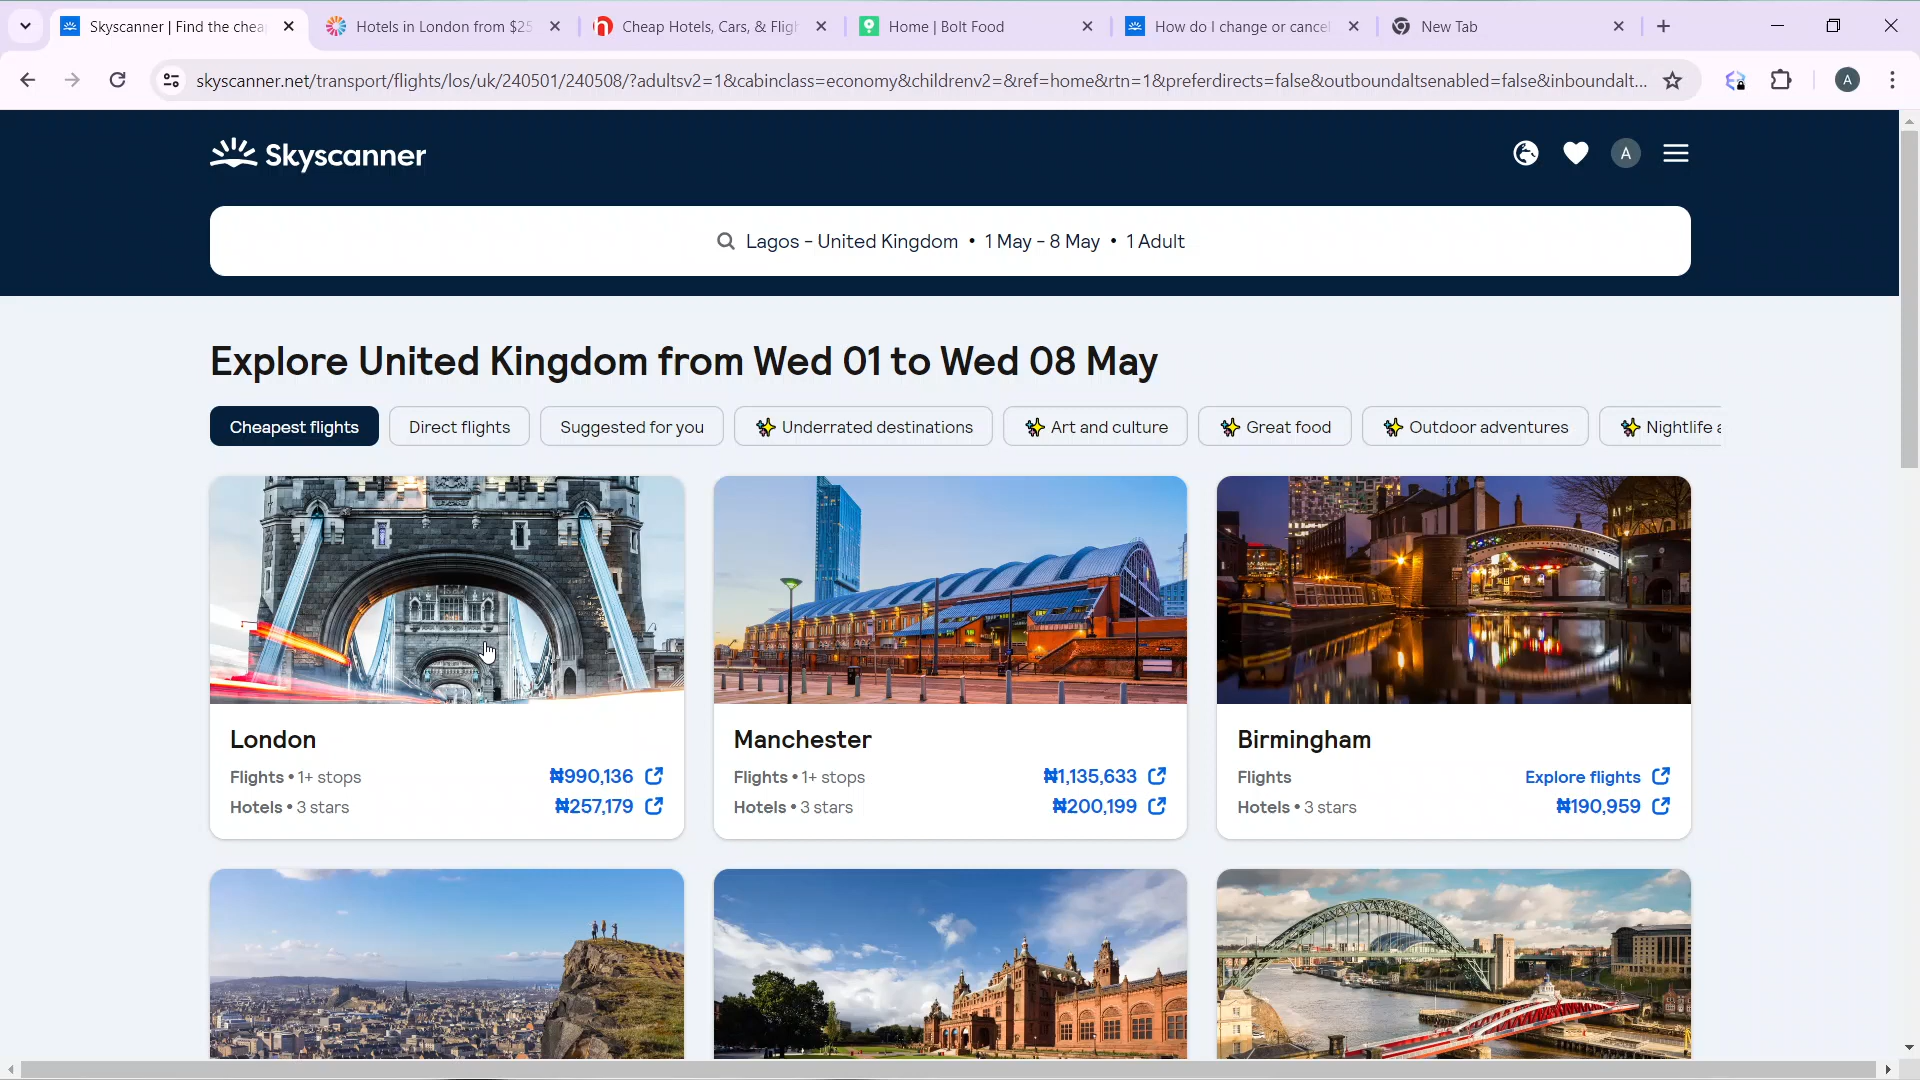 Skyscanner | Find the chea
Hotels in London from $25
Cheap Hotels, Cars, & Fligh
Home | Bolt Food
How do I change or cancel
New Tab
skyscanner.net/transport/flights/los/uk/240501/240508/?adultsv2=1&cabinclass=economy&childrenv2=&ref=home&rtn=1&preferdirects=false&outboundaltsenabled=false&inboundalt...
A
Skyscanner
A
Lagos - United Kingdom • 1 May - 8 May • 1 Adult
Explore United Kingdom from Wed 01 to Wed 08 May
Cheapest flights
Direct flights
Suggested for you
Underrated destinations
Art and culture
Great food
Outdoor adventures
Nightlife a
London
Flights • 1+ stops ₦990,136
Hotels • 3 stars ₦257,179
Manchester
Flights • 1+ stops ₦1,135,633
Hotels • 3 stars ₦200,199
Birmingham
Flights Explore flights
Hotels • 3 stars ₦190,959